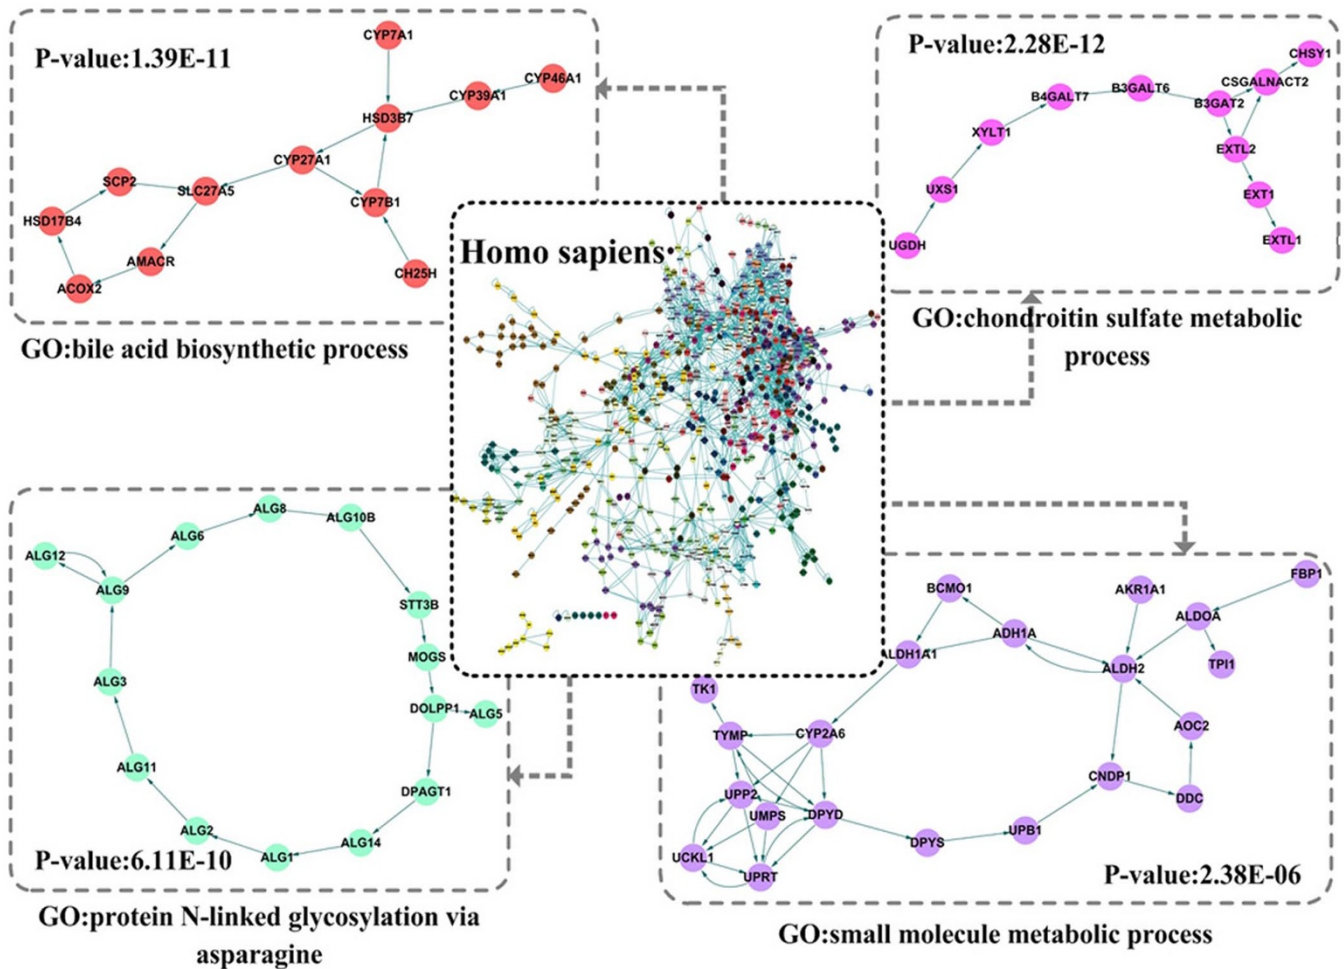 P-value:1.39E-11
CYP7A1
CYP46A1
CYP39A1
HSD3B7
CYP27A1
SCP2
SLC27A5
CYP7B1
HSD17B4
AMACR
CH25H
ACOX2
GO:bile acid biosynthetic process
P-value:2.28E-12
CHSY1
CSGALNACT2
B4GALT7
B3GALT6
B3GAT2
XYLT1
EXTL2
UXS1
EXT1
UGDH
EXTL1
GO:chondroitin sulfate metabolic
process
Homo sapiens
ALG8
ALG10B
ALG6
ALG12
ALG9
STT3B
MOGS
ALG3
DOLPP1
ALG5
ALG11
DPAGT1
ALG2
ALG14
ALG1
P-value:6.11E-10
GO:protein N-linked glycosylation via
asparagine
FBP1
BCMO1
AKR1A1
ALDOA
ADH1A
ALDH1A1
ALDH2
TPI1
TK1
TYMP
CYP2A6
AOC2
CNDP1
UPP2
DDC
UMPS
DPYD
UPB1
DPYS
UCKL1
UPRT
P-value:2.38E-06
GO:small molecule metabolic process